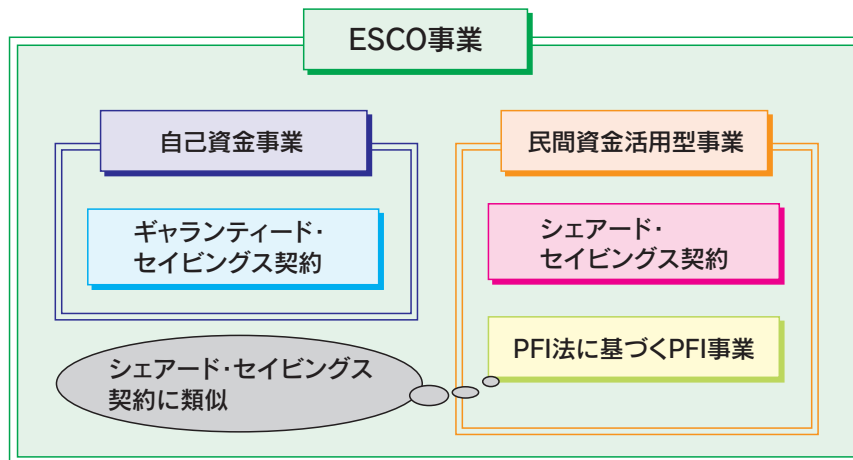 ESCO事業
自己資金事業
ギャランティード・
セイビングス契約
民間資金活用型事業
シェアード・
セイビングス契約
PFI法に基づくPFI事業
シェアード・セイビングス
契約に類似